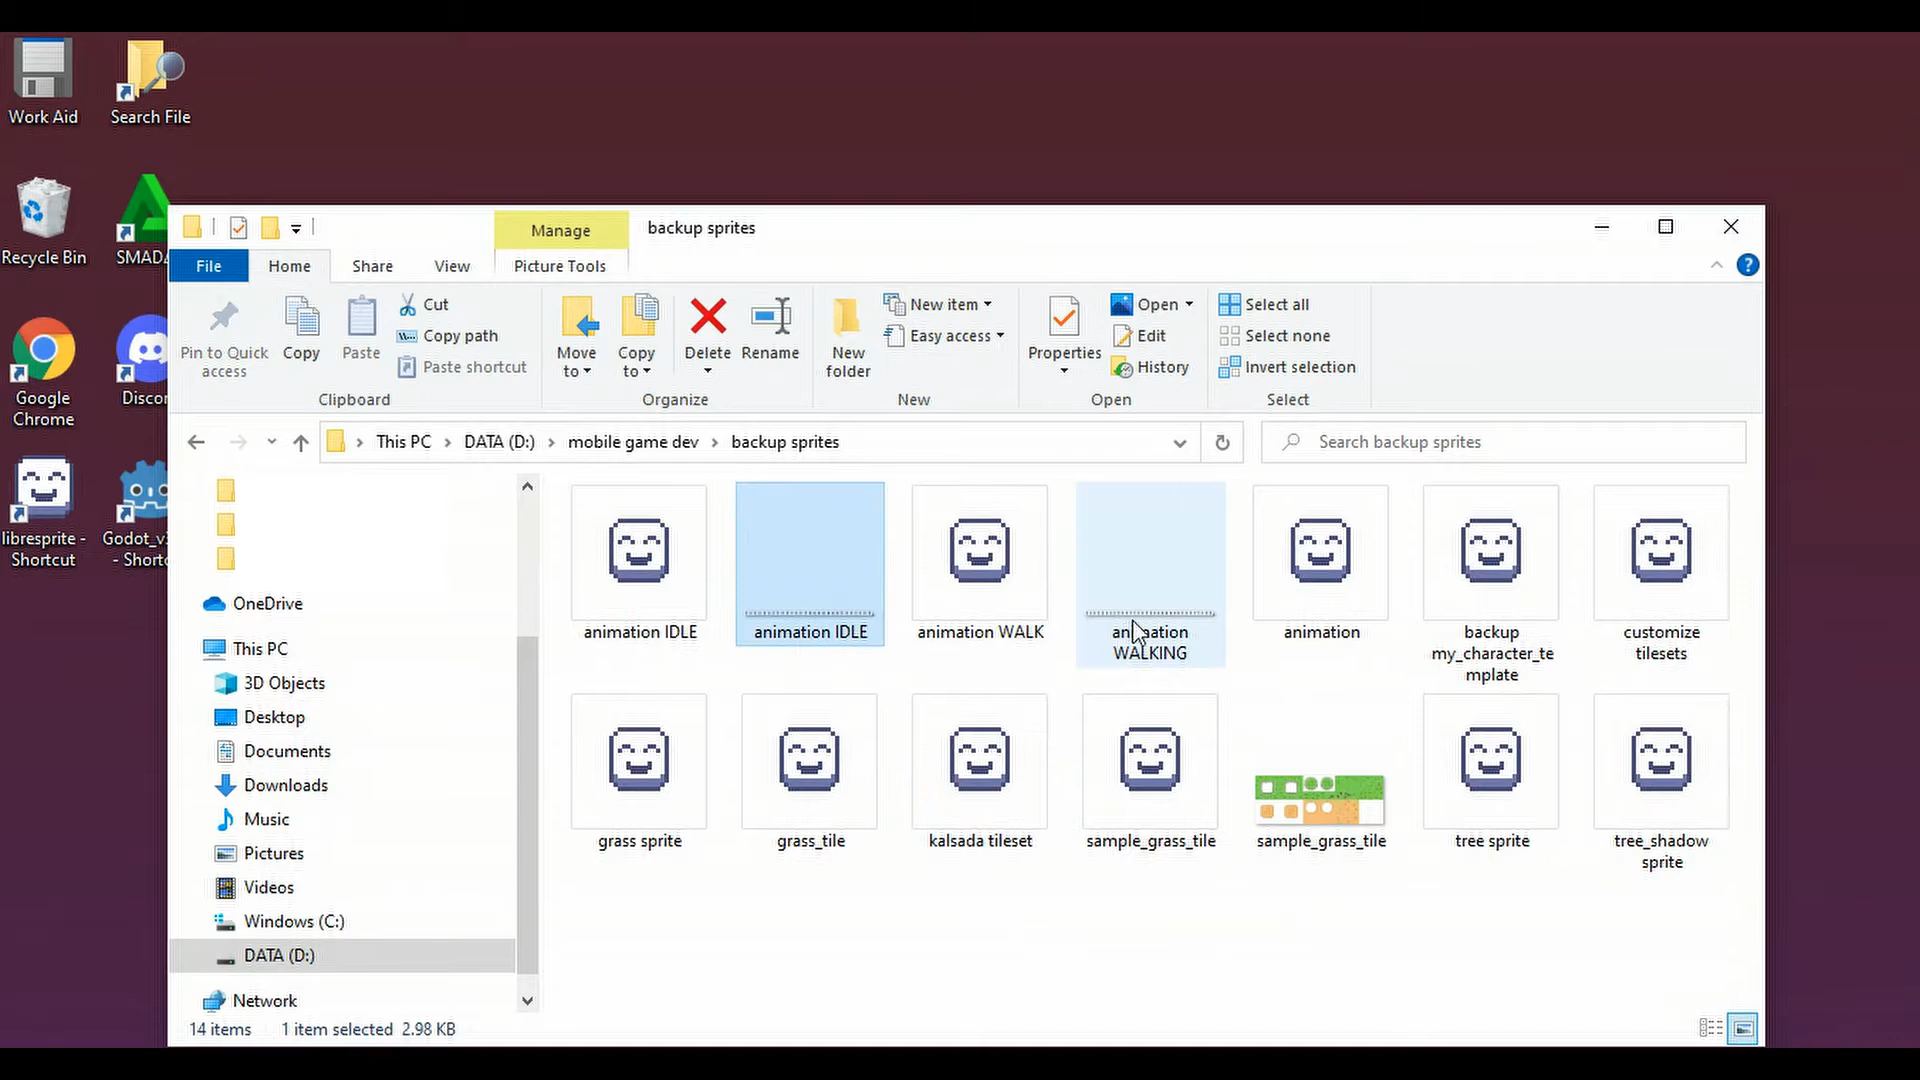 Work Aid
Search File
Recycle Bin
Google
Chrome
libresprite -
Shortcut
Manage
backup sprites
File
Home
Share
View
Picture Tools
Pin to Quick
access
Copy
Paste
Cut
Copy path
Paste shortcut
Clipboard
Move
to
Copy
to
Delete
Rename
Organize
New
folder
New item
Easy access
New
Properties
Open
Edit
History
Open
Select all
Select none
Invert selection
Select
This PC
DATA (D:)
mobile game dev
backup sprites
Search backup sprites
OneDrive
This PC
3D Objects
Desktop
Documents
Downloads
Music
Pictures
Videos
Windows (C:)
DATA (D:)
Network
animation IDLE
animation IDLE
animation WALK
animation
WALKING
animation
backup
my_character_te
mplate
customize
tilesets
grass sprite
grass_tile
kalsada tileset
sample_grass_tile
sample_grass_tile
tree sprite
tree_shadow
sprite
14 items
1 item selected 2.98 KB